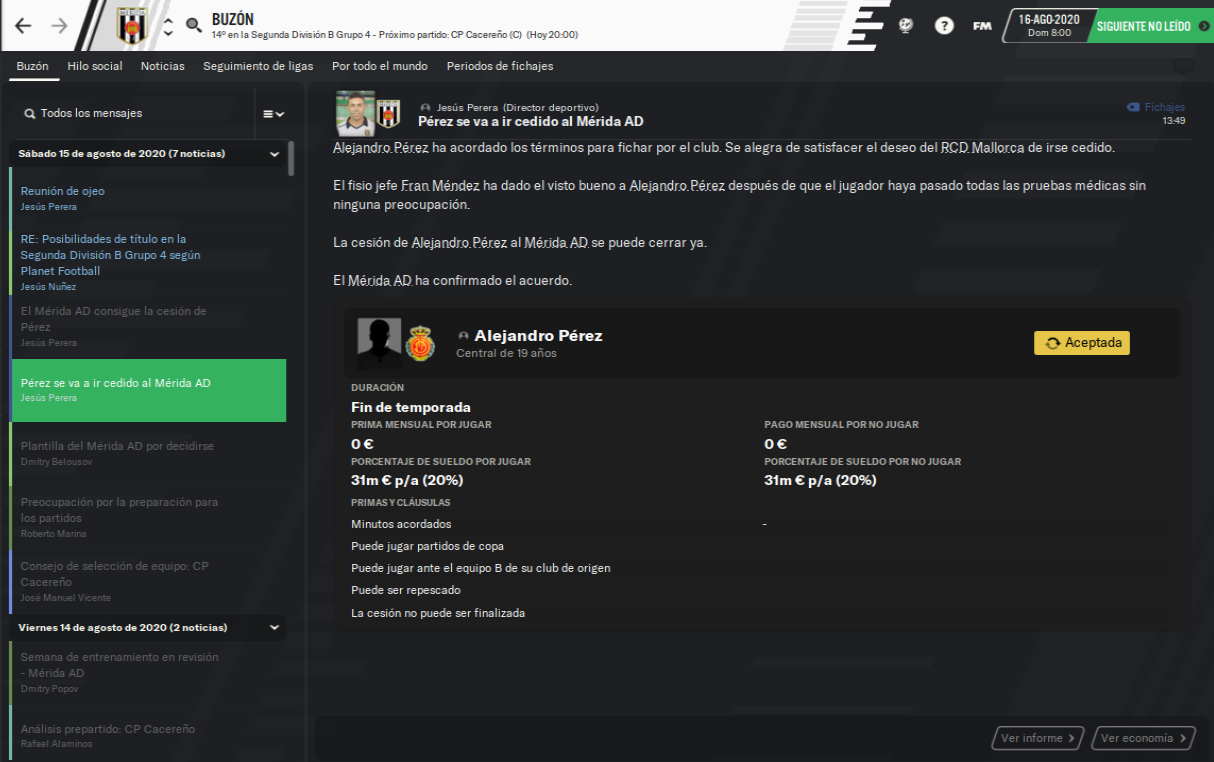 BUZÓN
14º en la Segunda División B Grupo 4 - Próximo partido: CP Cacereño (C) (Hoy 20:00)
?
FM
16-AGO-2020
Dom 8:00
SIGUIENTE NO LEÍDO
Buzón
Hilo social
Noticias
Seguimiento de ligas
Por todo el mundo
Periodos de fichajes
Todos los mensajes
Sábado 15 de agosto de 2020 (7 noticias)
Reunión de ojeo
Jesús Perera
RE: Posibilidades de título en la
Segunda División B Grupo 4 según
Planet Football
Jesús Nuñez
El Mérida AD consigue la cesión de
Pérez
Jesús Perera
Pérez se va a ir cedido al Mérida AD
Jesús Perera
Plantilla del Mérida AD por decidirse
Dmitry Belousov
Preocupación por la preparación para
los partidos
Roberto Marina
Consejo de selección de equipo: CP
Cacereño
José Manuel Vicente
Viernes 14 de agosto de 2020 (2 noticias)
Semana de entrenamiento en revisión
- Mérida AD
Dmitry Popov
Análisis prepartido: CP Cacereño
Rafael Alaminos
Jesús Perera (Director deportivo)
Pérez se va a ir cedido al Mérida AD
Fichajes
13:49
Alejandro Pérez ha acordado los términos para fichar por el club. Se alegra de satisfacer el deseo del RCD Mallorca de irse cedido.
El fisio jefe Fran Méndez ha dado el visto bueno a Alejandro Pérez después de que el jugador haya pasado todas las pruebas médicas sin
ninguna preocupación.
La cesión de Alejandro Pérez al Mérida AD se puede cerrar ya.
El Mérida AD ha confirmado el acuerdo.
Alejandro Pérez
Central de 19 años
Aceptada
DURACIÓN
Fin de temporada
PRIMA MENSUAL POR JUGAR
PAGO MENSUAL POR NO JUGAR
0 €
0 €
PORCENTAJE DE SUELDO POR JUGAR
PORCENTAJE DE SUELDO POR NO JUGAR
31m € p/a (20%)
31m € p/a (20%)
PRIMAS Y CLÁUSULAS
Minutos acordados -
Puede jugar partidos de copa
Puede jugar ante el equipo B de su club de origen
Puede ser repescado
La cesión no puede ser finalizada
Ver informe
Ver economía